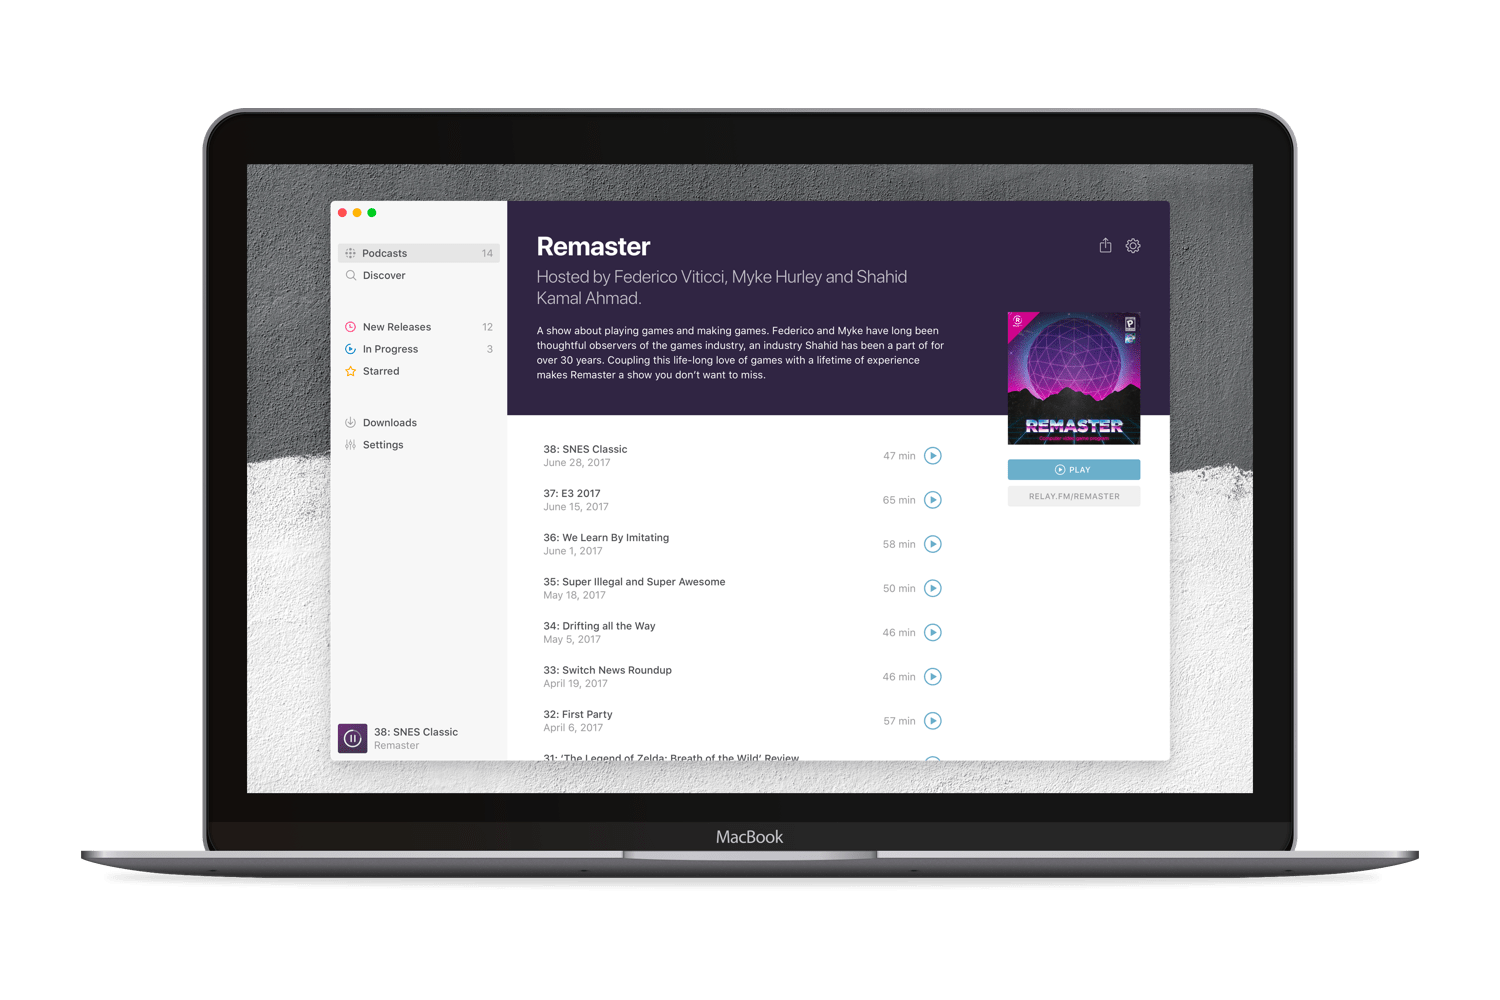 Podcasts 14
Discover
New Releases 12
In Progress 3
Starred
Downloads
Settings
38: SNES Classic
Remaster
Remaster
Hosted by Federico Viticci, Myke Hurley and Shahid
Kamal Ahmad.
A show about playing games and making games. Federico and Myke have long been
thoughtful observers of the games industry, an industry Shahid has been a part of for
over 30 years. Coupling this life-long love of games with a lifetime of experience
makes Remaster a show you don't want to miss.
38: SNES Classic
June 28, 2017
47 min
37: E3 2017
June 15, 2017
65 min
36: We Learn By Imitating
June 1, 2017
58 min
35: Super Illegal and Super Awesome
May 18, 2017
50 min
34: Drifting all the Way
May 5, 2017
46 min
33: Switch News Roundup
April 19, 2017
46 min
32: First Party
April 6, 2017
57 min
31: 'The Legend of Zelda: Breath of the Wild' Review
REMASTER
PLAY
RELAY.FM/REMASTER
MacBook